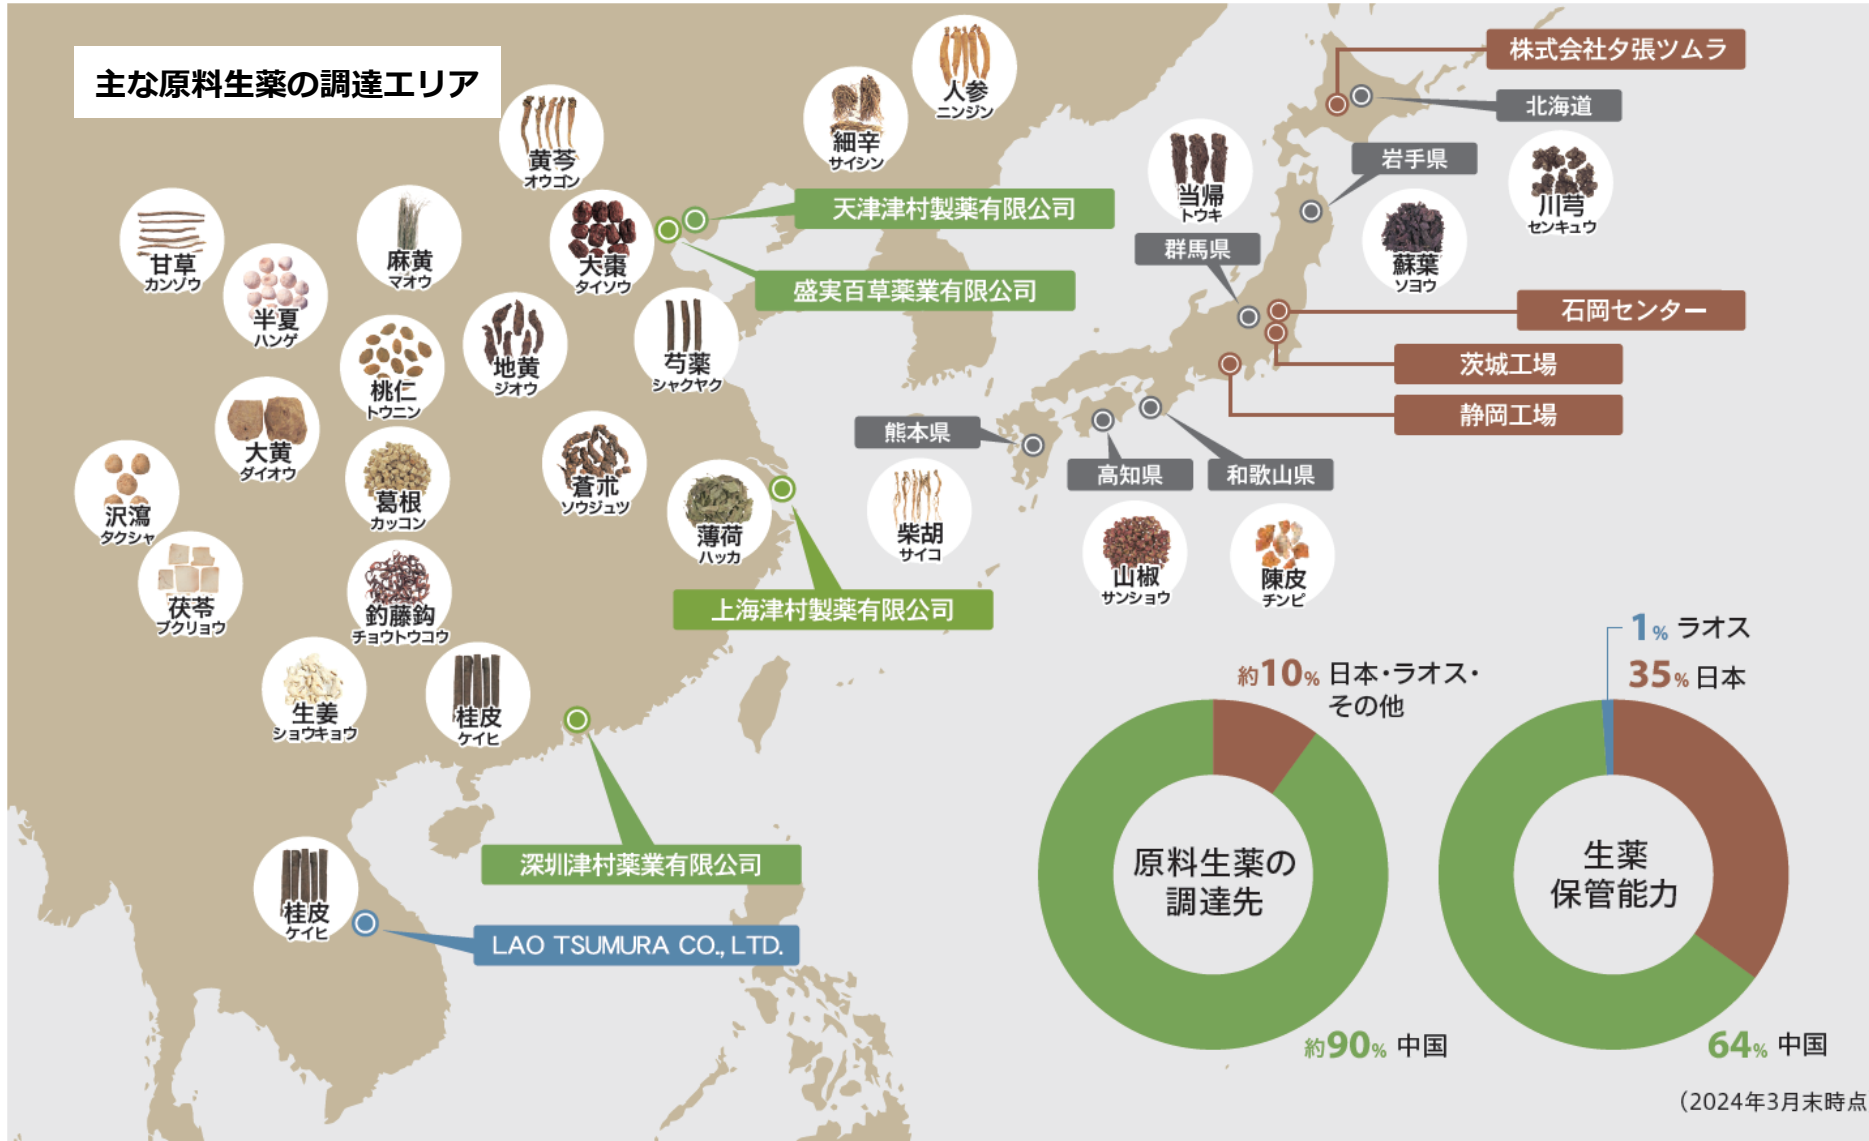 主な原料生薬の調達エリア
人参
ニンジン
細辛
サイシン
黄芩
オウゴン
甘草
カンゾウ
麻黄
マオウ
大棗
タイソウ
半夏
ハンゲ
桃仁
トウニン
地黄
ジオウ
芍薬
シャクヤク
大黄
ダイオウ
沢瀉
タクシャ
葛根
カッコン
蒼朮
ソウジュツ
薄荷
ハッカ
茯苓
ブクリョウ
釣藤鈎
チョウトウコウ
生姜
ショウキョウ
桂皮
ケイヒ
桂皮
ケイヒ
天津津村製薬有限公司
盛実百草薬業有限公司
上海津村製薬有限公司
深圳津村薬業有限公司
LAO TSUMURA CO., LTD.
株式会社夕張ツムラ
北海道
岩手県
川芎
センキュウ
当帰
トウキ
蘇葉
ソヨウ
群馬県
石岡センター
茨城工場
静岡工場
熊本県
高知県
和歌山県
柴胡
サイコ
山椒
サンショウ
陳皮
チンピ
約10% 日本・ラオス・
その他
原料生薬の
調達先
約90% 中国
1% ラオス
35% 日本
生薬
保管能力
64% 中国
(2024年3月末時点